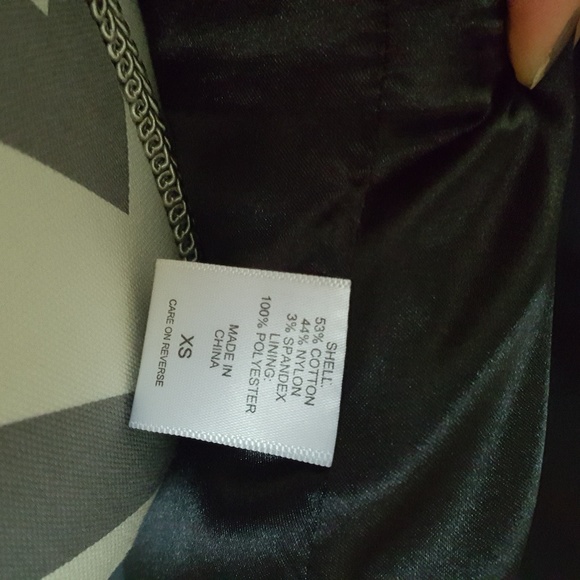 SHELL:
53% COTTON
44% NYLON
3% SPANDEX
LINING:
100% POLYESTER
MADE IN
CHINA
XS
CARE ON REVERSE